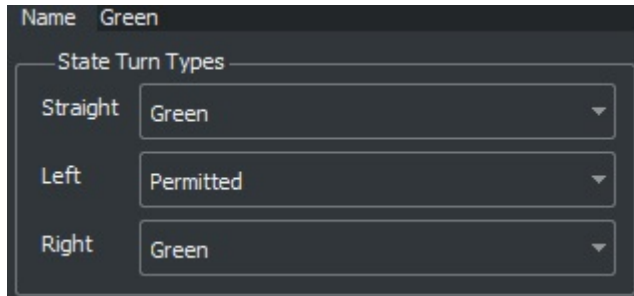 Name Green
State Turn Types
Straight Green
Left Permitted
Right Green